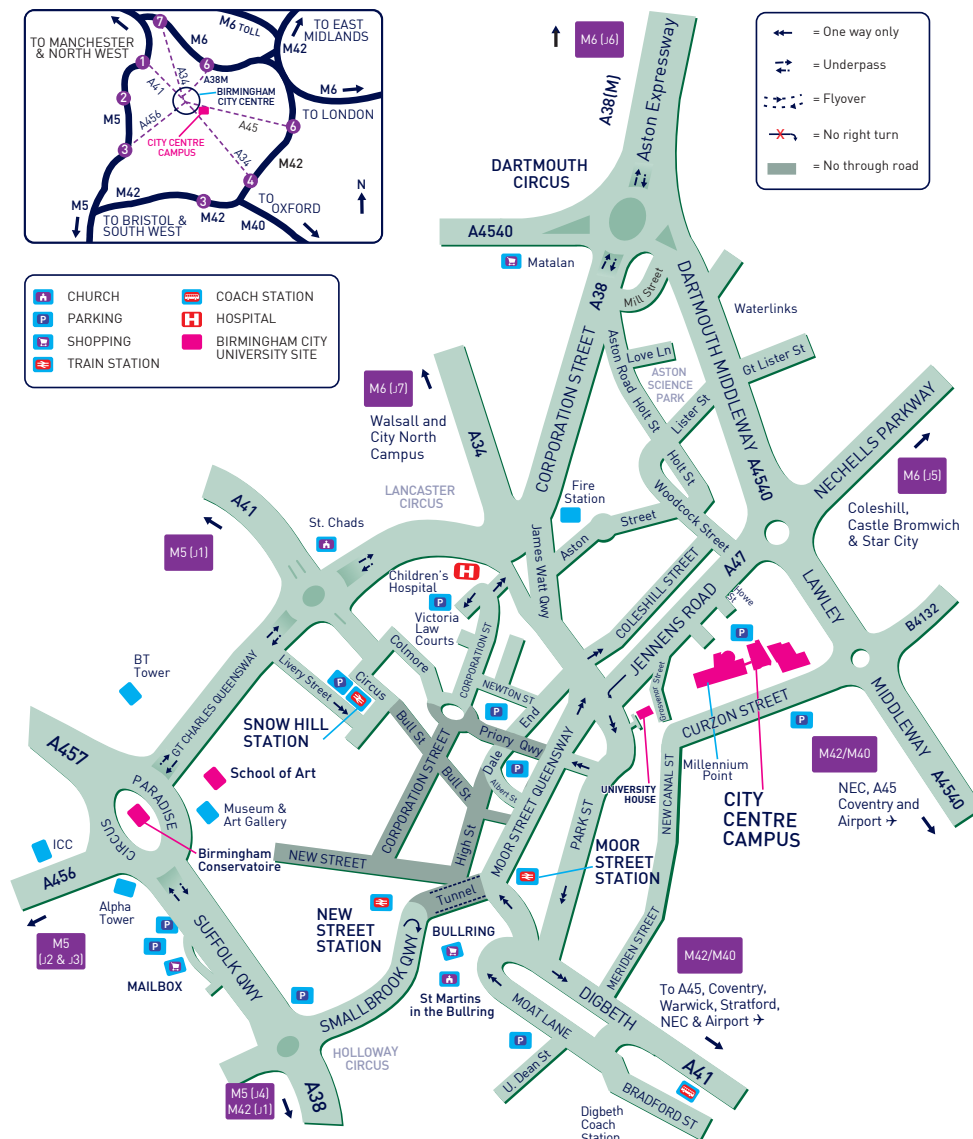 7
M6 TOLL
TO EAST
MIDLANDS
M6
M42
TO MANCHESTER
& NORTH WEST
1
A34
6
A38M
A41
BIRMINGHAM
CITY CENTRE
M6
TO LONDON
2
M5
A456
A45
6
CITY CENTRE
CAMPUS
A34
M42
3
4
M42
3
M42
TO
OXFORD
M5
TO BRISTOL &
SOUTH WEST
M40
N
CHURCH
PARKING
SHOPPING
TRAIN STATION
COACH STATION
HOSPITAL
BIRMINGHAM CITY
UNIVERSITY SITE
= One way only
= Underpass
= Flyover
= No right turn
= No through road
M6 (J6)
A38(M)
Aston Expressway
DARTMOUTH
CIRCUS
A4540
Matalan
A38
Mill Street
DARTMOUTH MIDDLEWAY
A4540
Waterlinks
Love Ln
Aston Road
Holt St
ASTON
SCIENCE
PARK
Gt Lister St
Lister St
Holt St
NECHELLS PARKWAY
M6 (J5)
Coleshill,
Castle Bromwich
& Star City
M6 (J7)
Walsall and
City North
Campus
A34
CORPORATION STREET
LANCASTER
CIRCUS
Fire
Station
Woodcock Street
Aston
Street
James Watt Qwy
A41
M5 (J1)
St. Chads
Children's
Hospital
H
Victoria
Law
Courts
COLESHILL STREET
A47
JENNENS ROAD
Howe
St.
LAWLEY
B4132
MIDDLEWAY
A4540
Livery Street
Colmore
Circus
CORPORATION ST
NEWTON ST
BT
Tower
GT CHARLES QUEENSWAY
SNOW HILL
STATION
Bull St
Priory Qwy
Dale
End
Albert St
Grosvenor Street
CURZON STREET
UNIVERSITY
HOUSE
Millennium
Point
CITY
CENTRE
CAMPUS
M42/M40
NEC, A45
Coventry and
Airport
A457
School of Art
Museum &
Art Gallery
PARADISE
CIRCUS
ICC
Birmingham
Conservatoire
CORPORATION STREET
Bull St
High St
NEW STREET
MOOR STREET QUEENSWAY
PARK ST
NEW CANAL ST
MOOR
STREET
STATION
A456
Alpha
Tower
M5
(J2 & J3)
MAILBOX
SUFFOLK QWY
NEW
STREET
STATION
Tunnel
BULLRING
St Martins
in the Bullring
SMALLBROOK QWY
HOLLOWAY
CIRCUS
MERIDEN STREET
M42/M40
To A45, Coventry,
Warwick, Stratford,
NEC & Airport
DIGBETH
MOAT LANE
U. Dean St
A41
BRADFORD ST
Digbeth
Coach
Station
M5 (J4)
M42 (J1)
A38